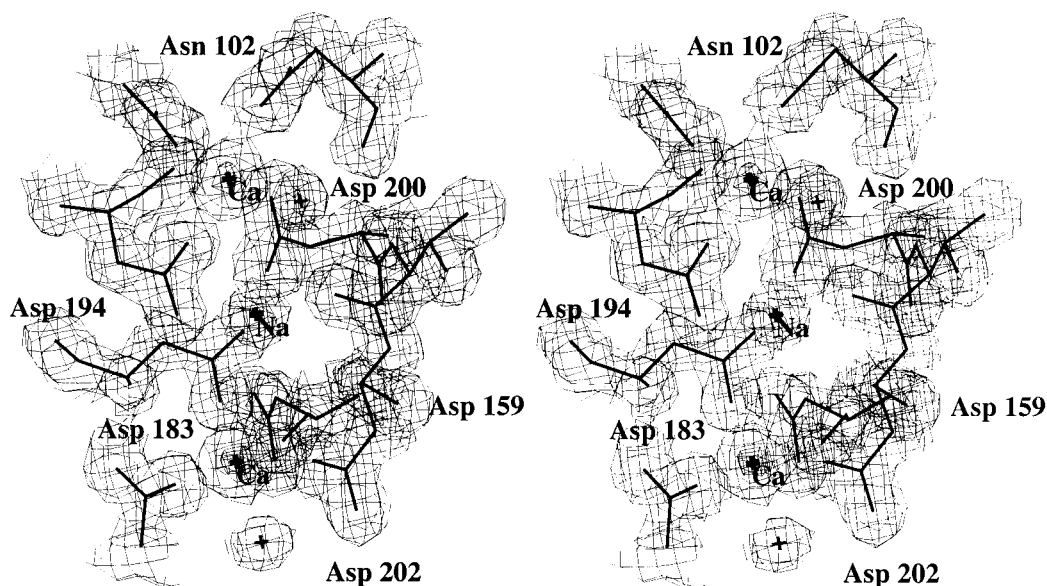 Asn 102 Asn 102
Ca Asp 200 Ca Asp 200
Asp 194 Na Asp 194 Na
Asp 183 Asp 159 Asp 183 Asp 159
Ca Ca
Asp 202 Asp 202